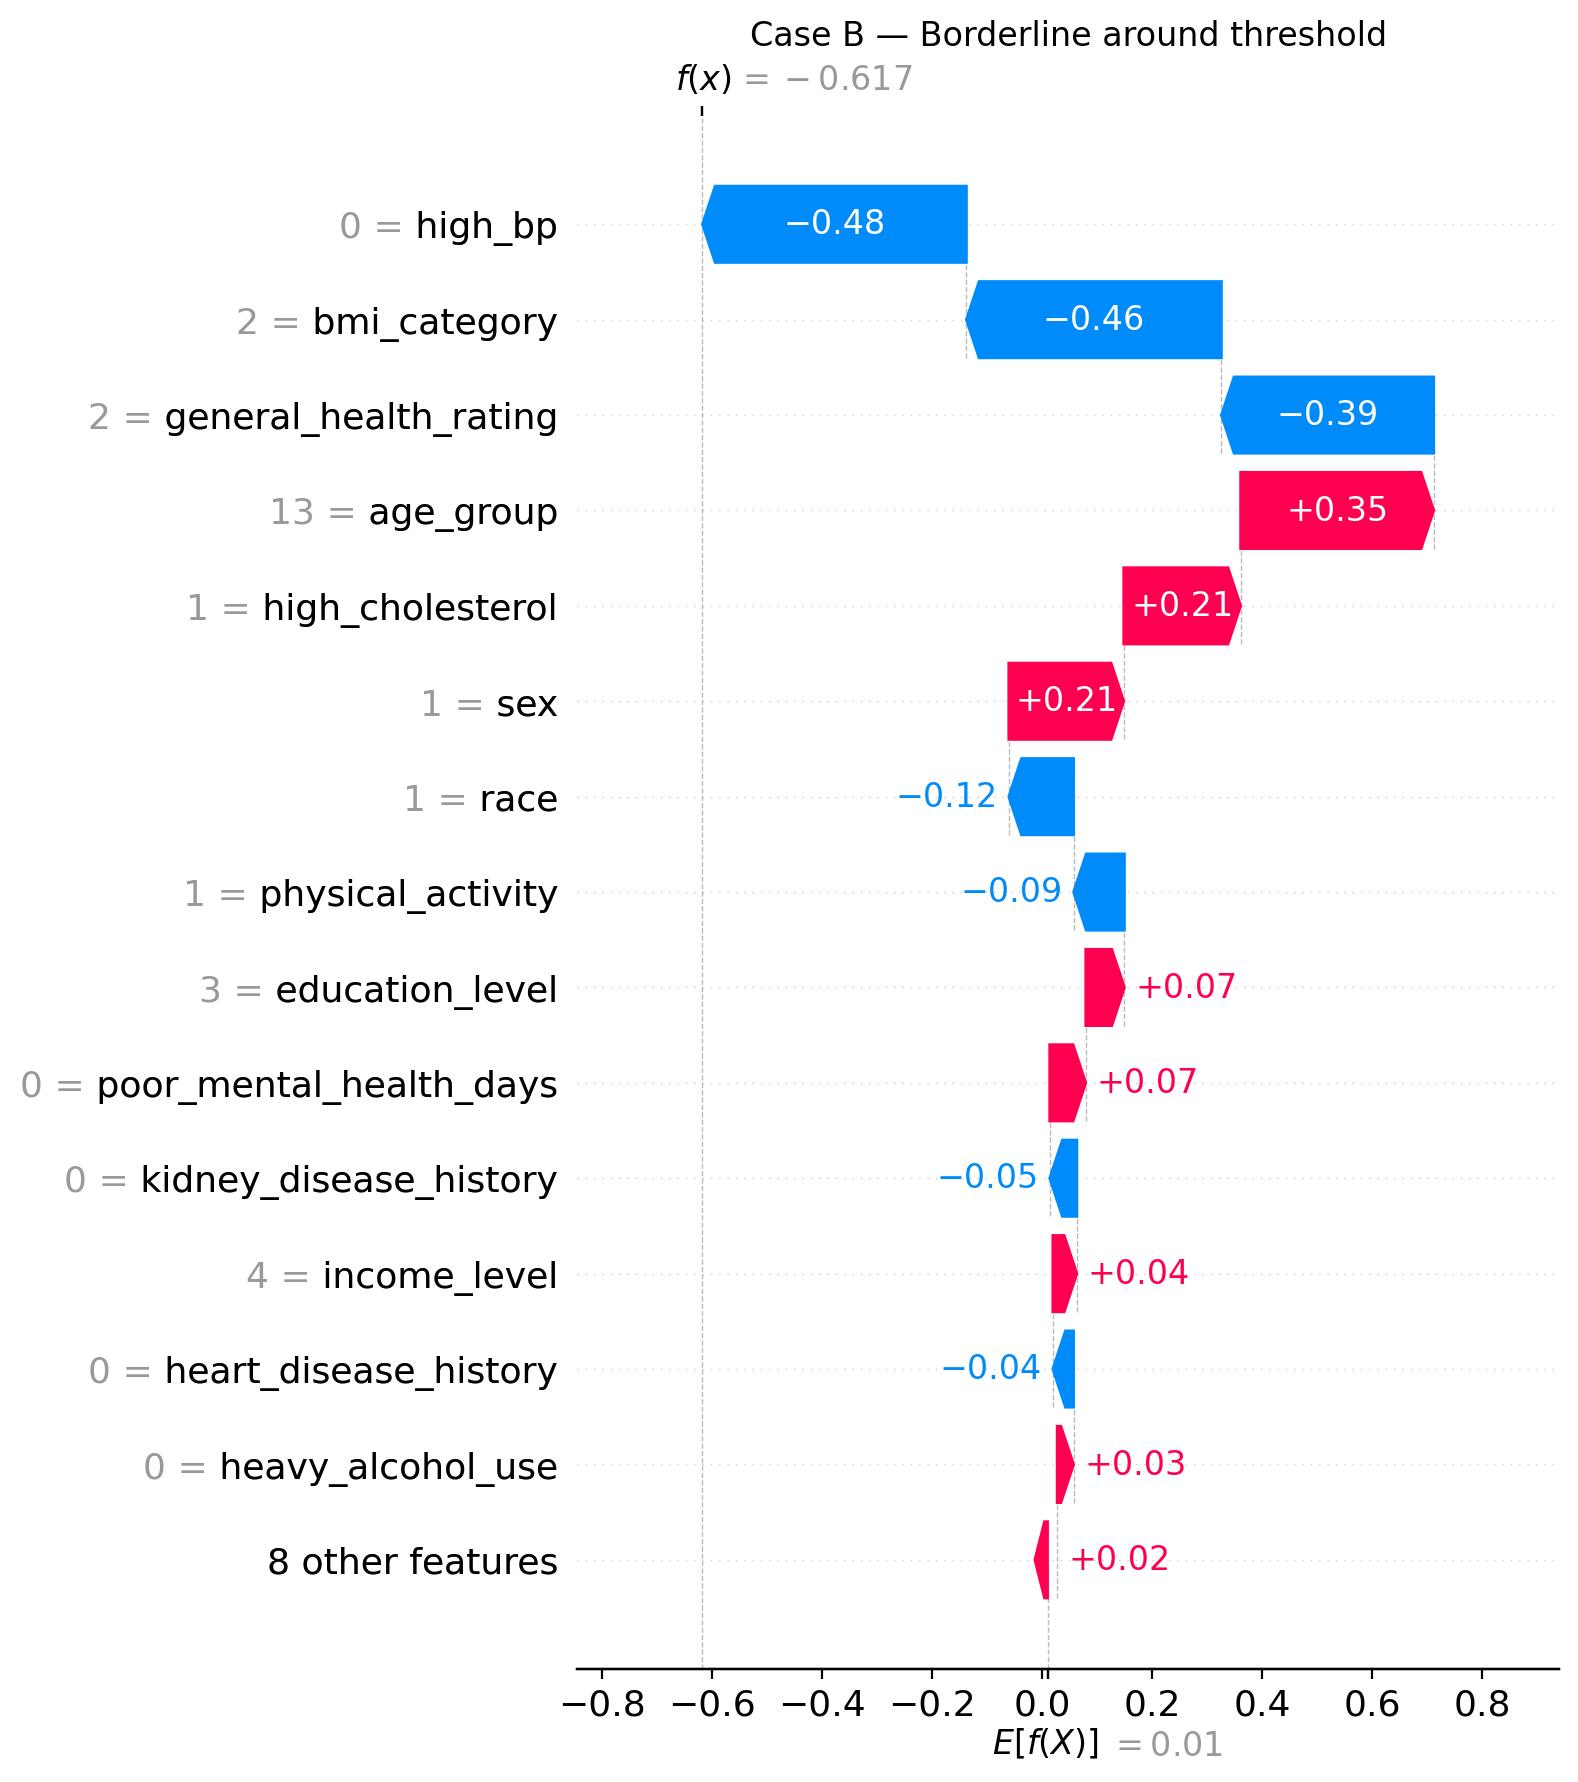 Case B — Borderline around threshold
f(x) = −0.617
0 = high_bp −0.48
2 = bmi_category −0.46
2 = general_health_rating −0.39
13 = age_group +0.35
1 = high_cholesterol +0.21
1 = sex +0.21
1 = race −0.12
1 = physical_activity −0.09
3 = education_level +0.07
0 = poor_mental_health_days +0.07
0 = kidney_disease_history −0.05
4 = income_level +0.04
0 = heart_disease_history −0.04
0 = heavy_alcohol_use +0.03
8 other features +0.02
−0.8 −0.6 −0.4 −0.2 0.0 0.2 0.4 0.6 0.8
E[f(X)] = 0.01